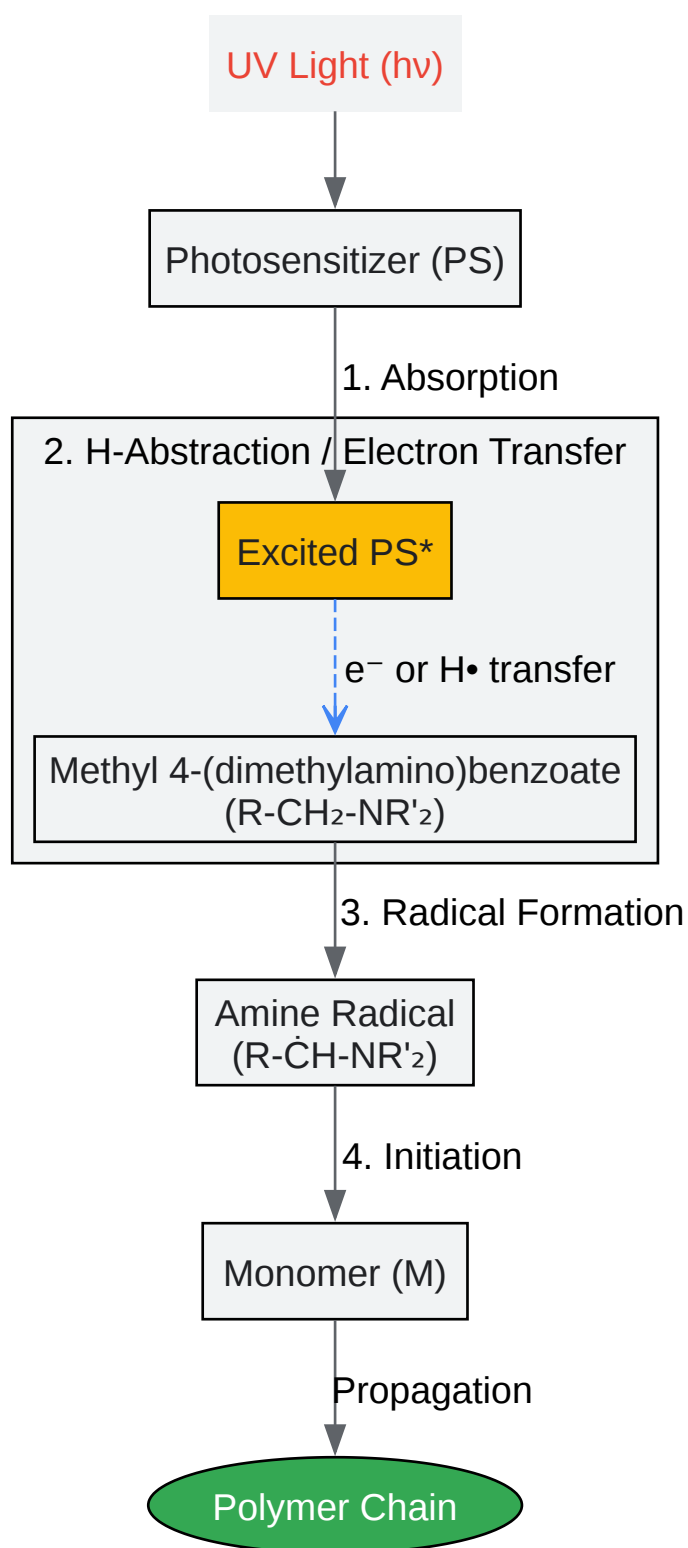 UV Light (hν)
Photosensitizer (PS)
1. Absorption
2. H-Abstraction / Electron Transfer
Excited PS*
e⁻ or H• transfer
Methyl 4-(dimethylamino)benzoate
(R-CH₂-NR'₂)
3. Radical Formation
Amine Radical
(R-ĊH-NR'₂)
4. Initiation
Monomer (M)
Propagation
Polymer Chain